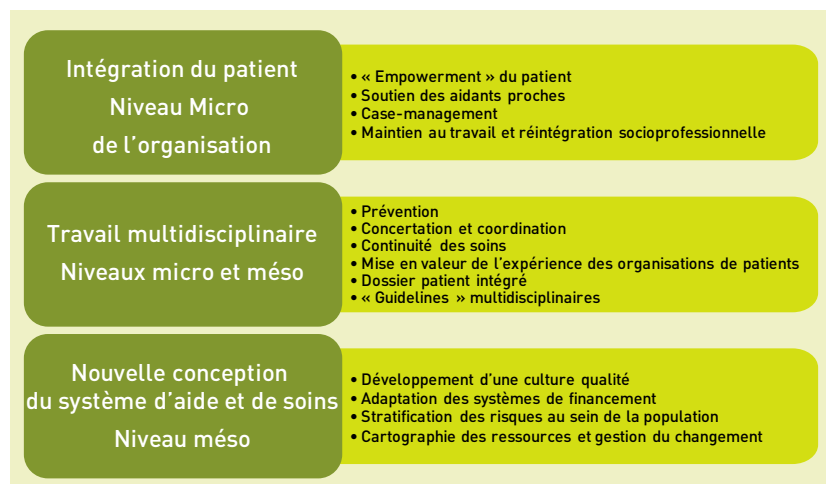 Intégration du patient
Niveau Micro
de l’organisation
• « Empowerment » du patient
• Soutien des aidants proches
• Case-management
• Maintien au travail et réintégration socioprofessionnelle
Travail multidisciplinaire
Niveaux micro et méso
• Prévention
• Concertation et coordination
• Continuité des soins
• Mise en valeur de l’expérience des organisations de patients
• Dossier patient intégré
• « Guidelines » multidisciplinaires
Nouvelle conception
du système d’aide et de soins
Niveau méso
• Développement d’une culture qualité
• Adaptation des systèmes de financement
• Stratification des risques au sein de la population
• Cartographie des ressources et gestion du changement